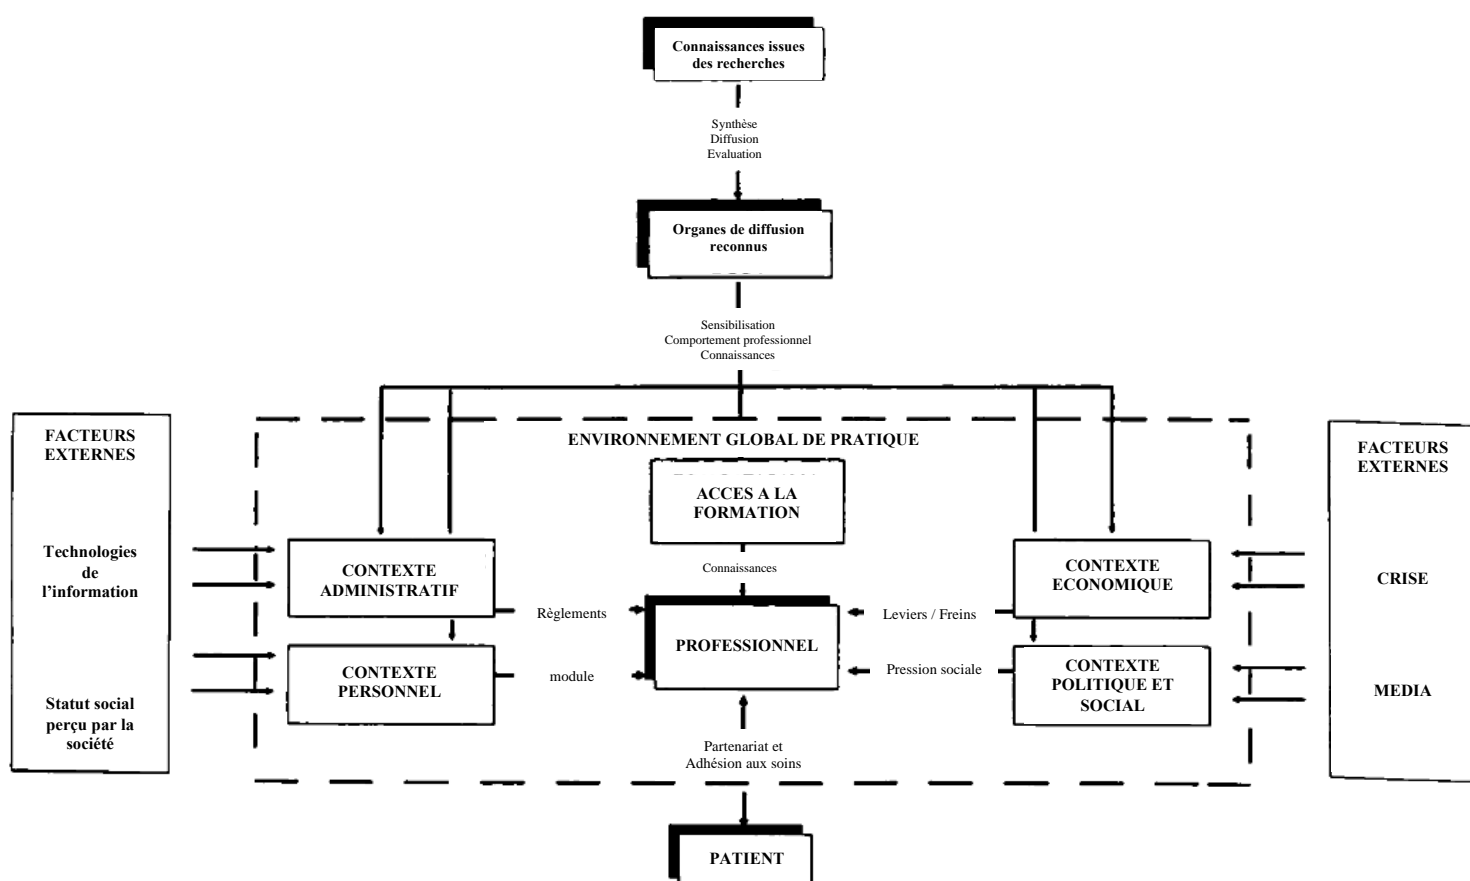 Connaissances issues
des recherches
Synthèse
Diffusion
Evaluation
Organes de diffusion
reconnus
Sensibilisation
Comportement professionnel
Connaissances
FACTEURS
EXTERNES
Technologies
de
l’information
Statut social
perçu par la
société
ENVIRONNEMENT GLOBAL DE PRATIQUE
ACCES A LA
FORMATION
Connaissances
CONTEXTE
ADMINISTRATIF
Règlements
PROFESSIONNEL
Leviers / Freins
CONTEXTE
ECONOMIQUE
CONTEXTE
PERSONNEL
module
Pression sociale
CONTEXTE
POLITIQUE ET
SOCIAL
Partenariat et
Adhésion aux soins
FACTEURS
EXTERNES
CRISE
MEDIA
PATIENT